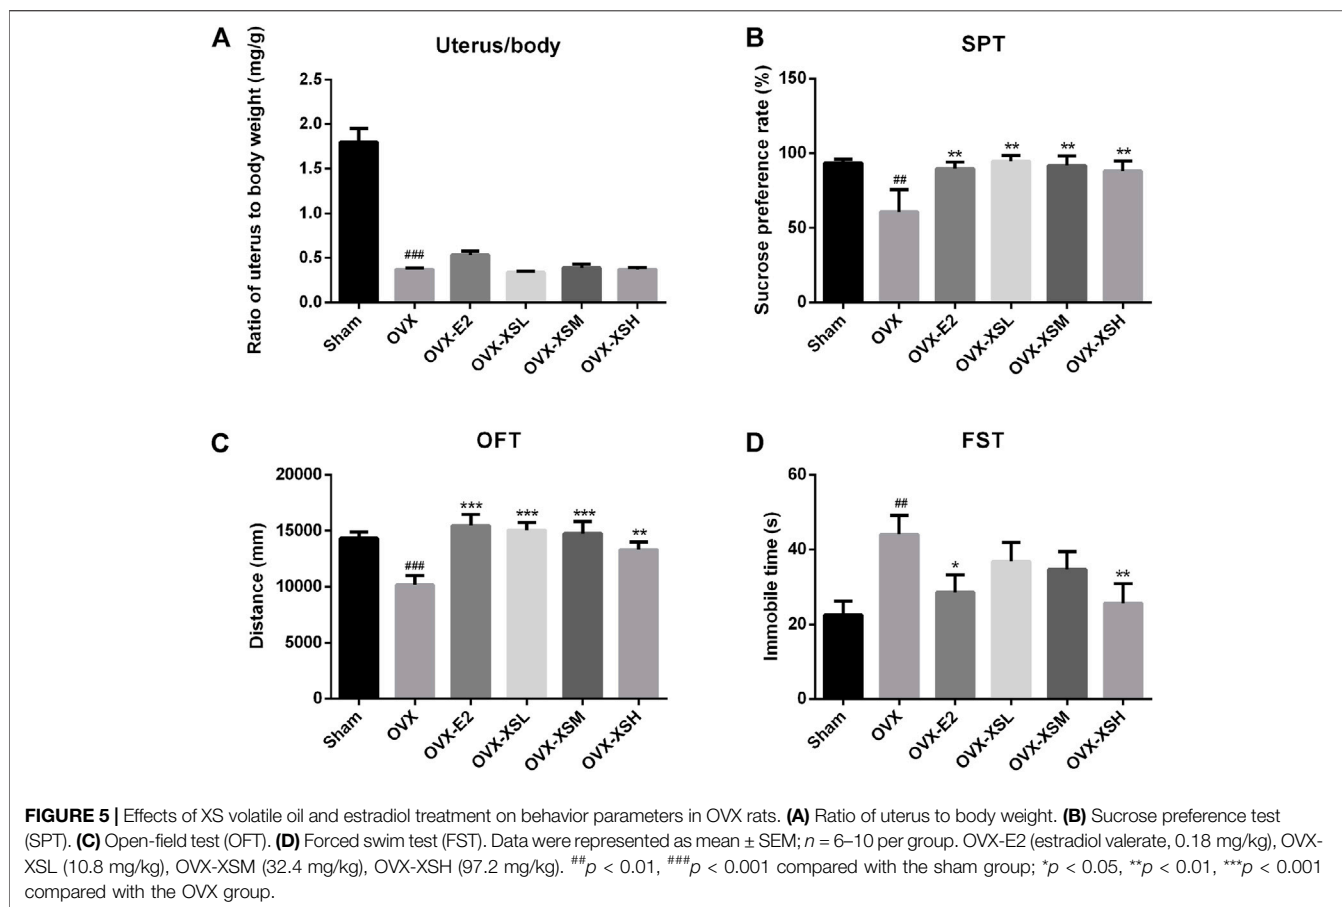 A
Uterus/body
Ratio of uterus to body weight (mg/g)
2.5
2.0
1.5
1.0
0.5
0.0
###
Sham
OVX
OVX-E2
OVX-XSL
OVX-XSM
OVX-XSH
B
SPT
Sucrose preference rate (%)
150
100
50
0
##
**
**
**
**
Sham
OVX
OVX-E2
OVX-XSL
OVX-XSM
OVX-XSH
C
OFT
Distance (mm)
20000
15000
10000
5000
0
###
***
***
***
**
Sham
OVX
OVX-E2
OVX-XSL
OVX-XSM
OVX-XSH
D
FST
Immobile time (s)
60
40
20
0
##
*
**
Sham
OVX
OVX-E2
OVX-XSL
OVX-XSM
OVX-XSH
FIGURE 5 | Effects of XS volatile oil and estradiol treatment on behavior parameters in OVX rats. (A) Ratio of uterus to body weight. (B) Sucrose preference test
(SPT). (C) Open-field test (OFT). (D) Forced swim test (FST). Data were represented as mean ± SEM; n = 6–10 per group. OVX-E2 (estradiol valerate, 0.18 mg/kg), OVX-
XSL (10.8 mg/kg), OVX-XSM (32.4 mg/kg), OVX-XSH (97.2 mg/kg). ##p < 0.01, ###p < 0.001 compared with the sham group; *p < 0.05, **p < 0.01, ***p < 0.001
compared with the OVX group.